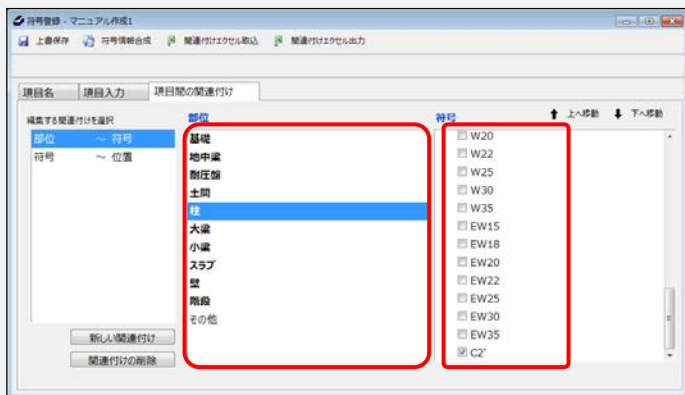 符号登録 - マニュアル作成1
上書保存 符号情報合成 関連付けエクセル取込 関連付けエクセル出力
項目名 項目入力 項目間の関連付け
編集する関連付けを選択
部位 ～ 符号
符号 ～ 位置
新しい関連付け
関連付けの削除
部位
基礎
地中梁
耐圧盤
土間
柱
大梁
小梁
スラブ
壁
階段
その他
符号 上へ移動 下へ移動
W20
W22
W25
W30
W35
EW15
EW18
EW20
EW22
EW25
EW30
EW35
C2'